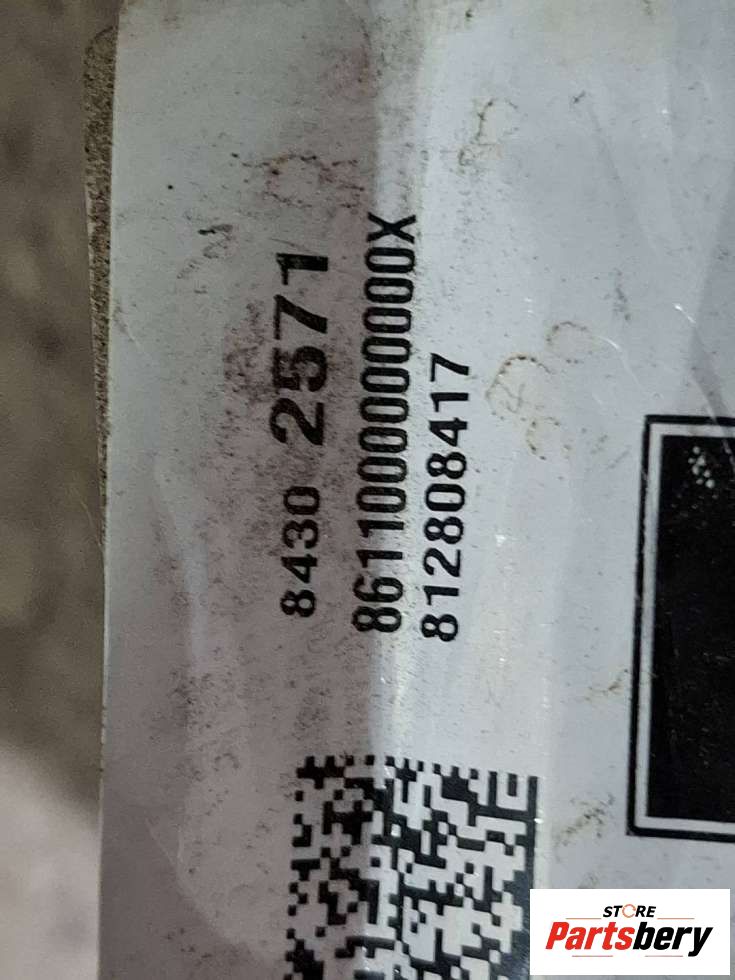 8430 2571
8611000000000X
812808417
STORE
Partsbery